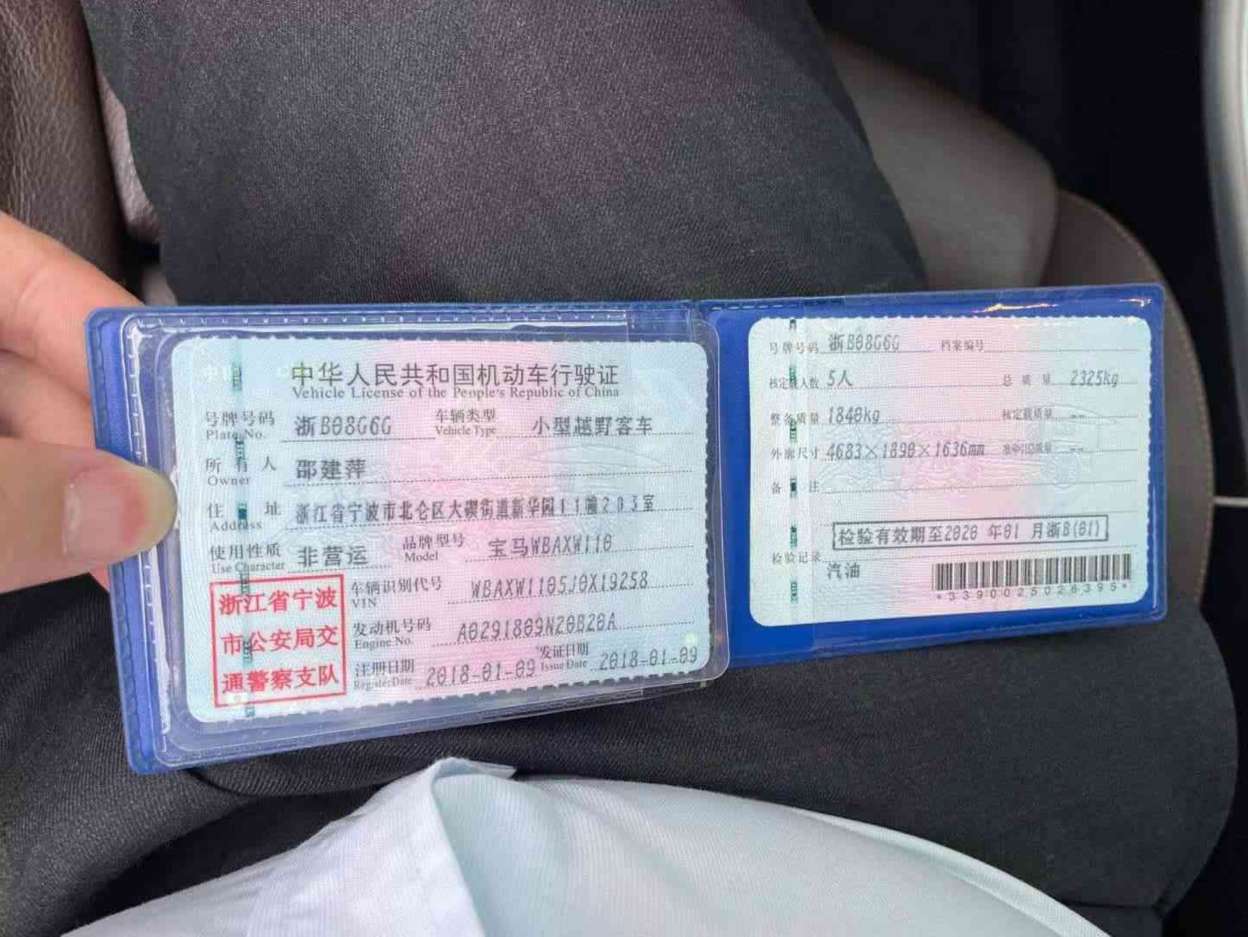 中华人民共和国机动车行驶证
Vehicle License of the People's Republic of China
号牌号码 浙B08G6G 车辆类型 小型越野客车
Plate No. Vehicle Type
所有人 邵建萍
Owner
住址 浙江省宁波市北仑区大碶街道新华园11幢203室
Address
使用性质 非营运 品牌型号 宝马WBAXW110
Use Character Model
浙江省宁波
市公安局交
通警察支队
车辆识别代号 WBAXW1105J0X19258
VIN
发动机号码 A0291809N20B20A
Engine No.
注册日期 2018-01-09 发证日期 2018-01-09
Register Date Issue Date
号牌号码 浙B08G6G 档案编号
核定载人数 5人 总质量 2325kg
整备质量 1840kg 核定载质量 --
外廓尺寸 4683×1898×1636mm 准牵引总质量 --
备注
检验有效期至2020年01月浙B(01)
检验记录
汽油
*3390025026395*